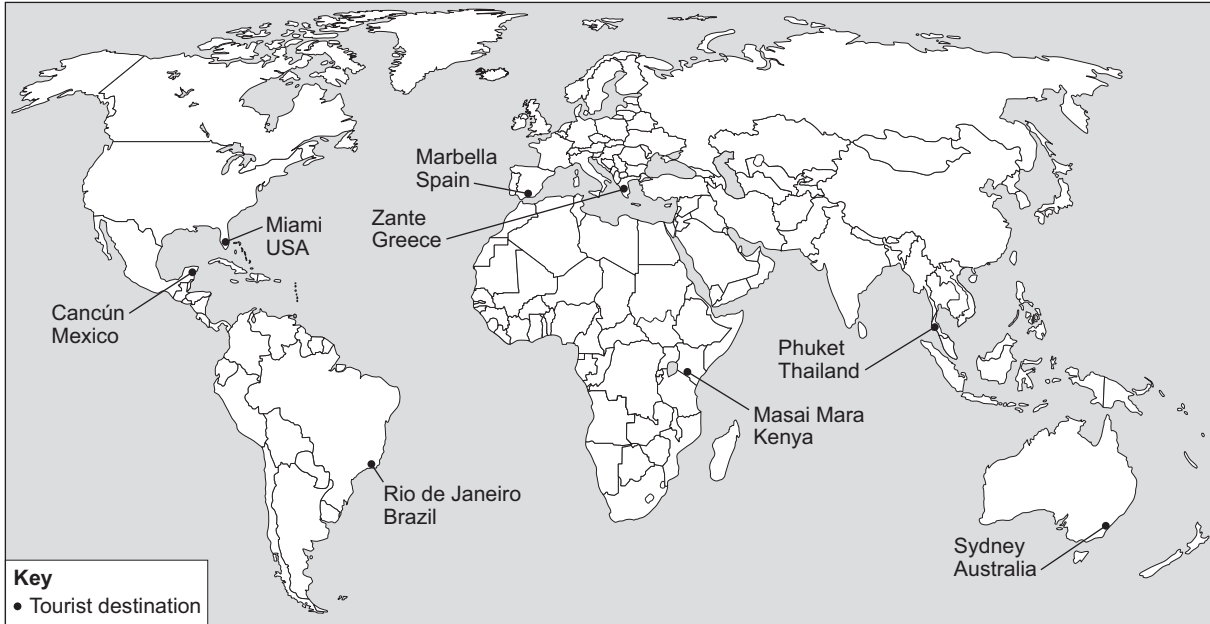 Marbella
Spain
Zante
Greece
Miami
USA
Cancún
Mexico
Phuket
Thailand
Masai Mara
Kenya
Rio de Janeiro
Brazil
Sydney
Australia
Key
• Tourist destination